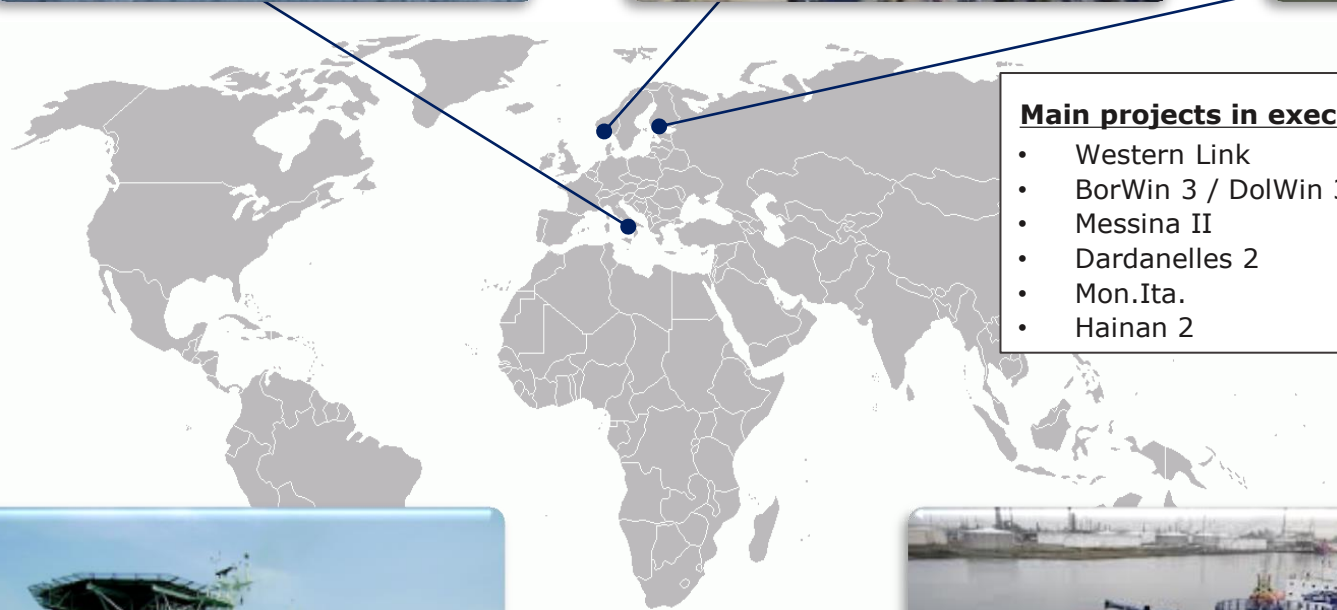 Main projects in exec
• Western Link
• BorWin 3 / DolWin 3
• Messina II
• Dardanelles 2
• Mon.Ita.
• Hainan 2